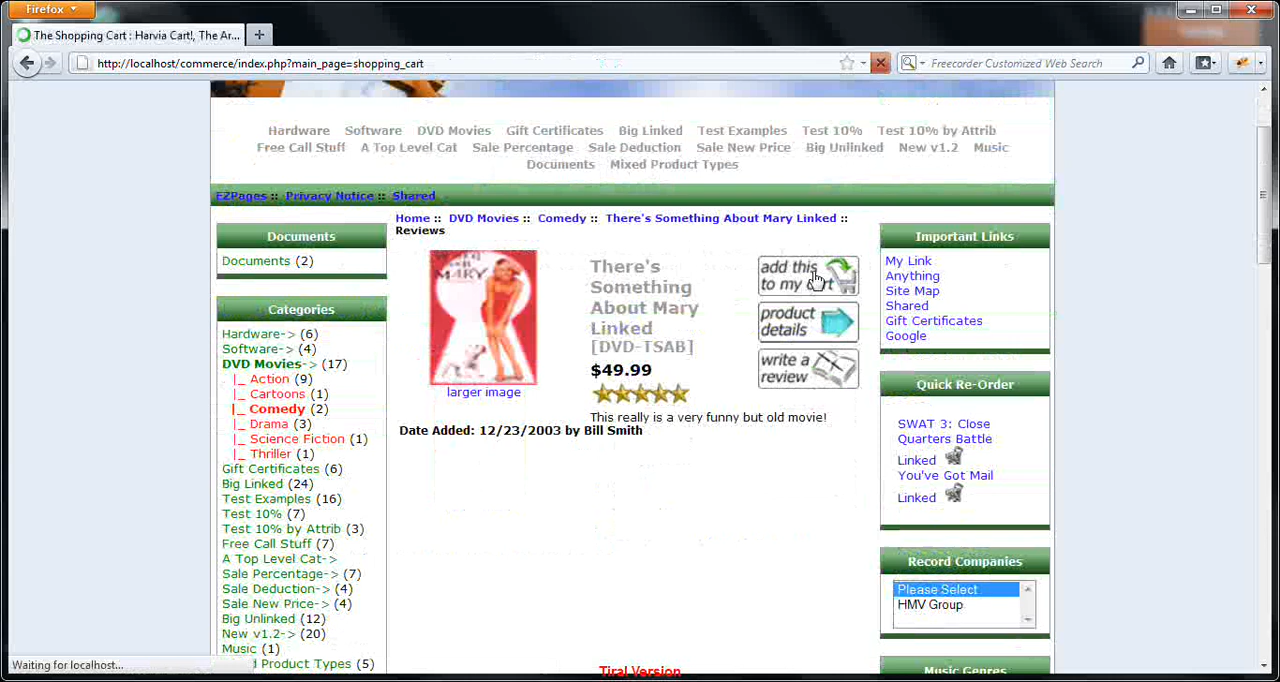 Firefox
The Shopping Cart : Harvia Cart!, The Ar...
http://localhost/commerce/index.php?main_page=shopping_cart
Freecorder Customized Web Search
Hardware Software DVD Movies Gift Certificates Big Linked Test Examples Test 10% Test 10% by Attrib
Free Call Stuff A Top Level Cat Sale Percentage Sale Deduction Sale New Price Big Unlinked New v1.2 Music
Documents Mixed Product Types
EZPages :: Privacy Notice :: Shared
Home :: DVD Movies :: Comedy :: There's Something About Mary Linked ::
Reviews
Documents
Documents (2)
Categories
Hardware-> (6)
Software-> (4)
DVD Movies-> (17)
|_ Action (9)
|_ Cartoons (1)
|_ Comedy (2)
|_ Drama (3)
|_ Science Fiction (1)
|_ Thriller (1)
Gift Certificates (6)
Big Linked (24)
Test Examples (16)
Test 10% (7)
Test 10% by Attrib (3)
Free Call Stuff (7)
A Top Level Cat->
Sale Percentage-> (7)
Sale Deduction-> (4)
Sale New Price-> (4)
Big Unlinked (12)
New v1.2-> (20)
Music (1)
d Product Types (5)
MARY
larger image
There's
Something
About Mary
Linked
[DVD-TSAB]
$49.99
This really is a very funny but old movie!
Date Added: 12/23/2003 by Bill Smith
add this
to my cart
product
details
write a
review
Important Links
My Link
Anything
Site Map
Shared
Gift Certificates
Google
Quick Re-Order
SWAT 3: Close
Quarters Battle
Linked
You've Got Mail
Linked
Record Companies
Please Select
HMV Group
Music Genres
Waiting for localhost...
Tiral Version